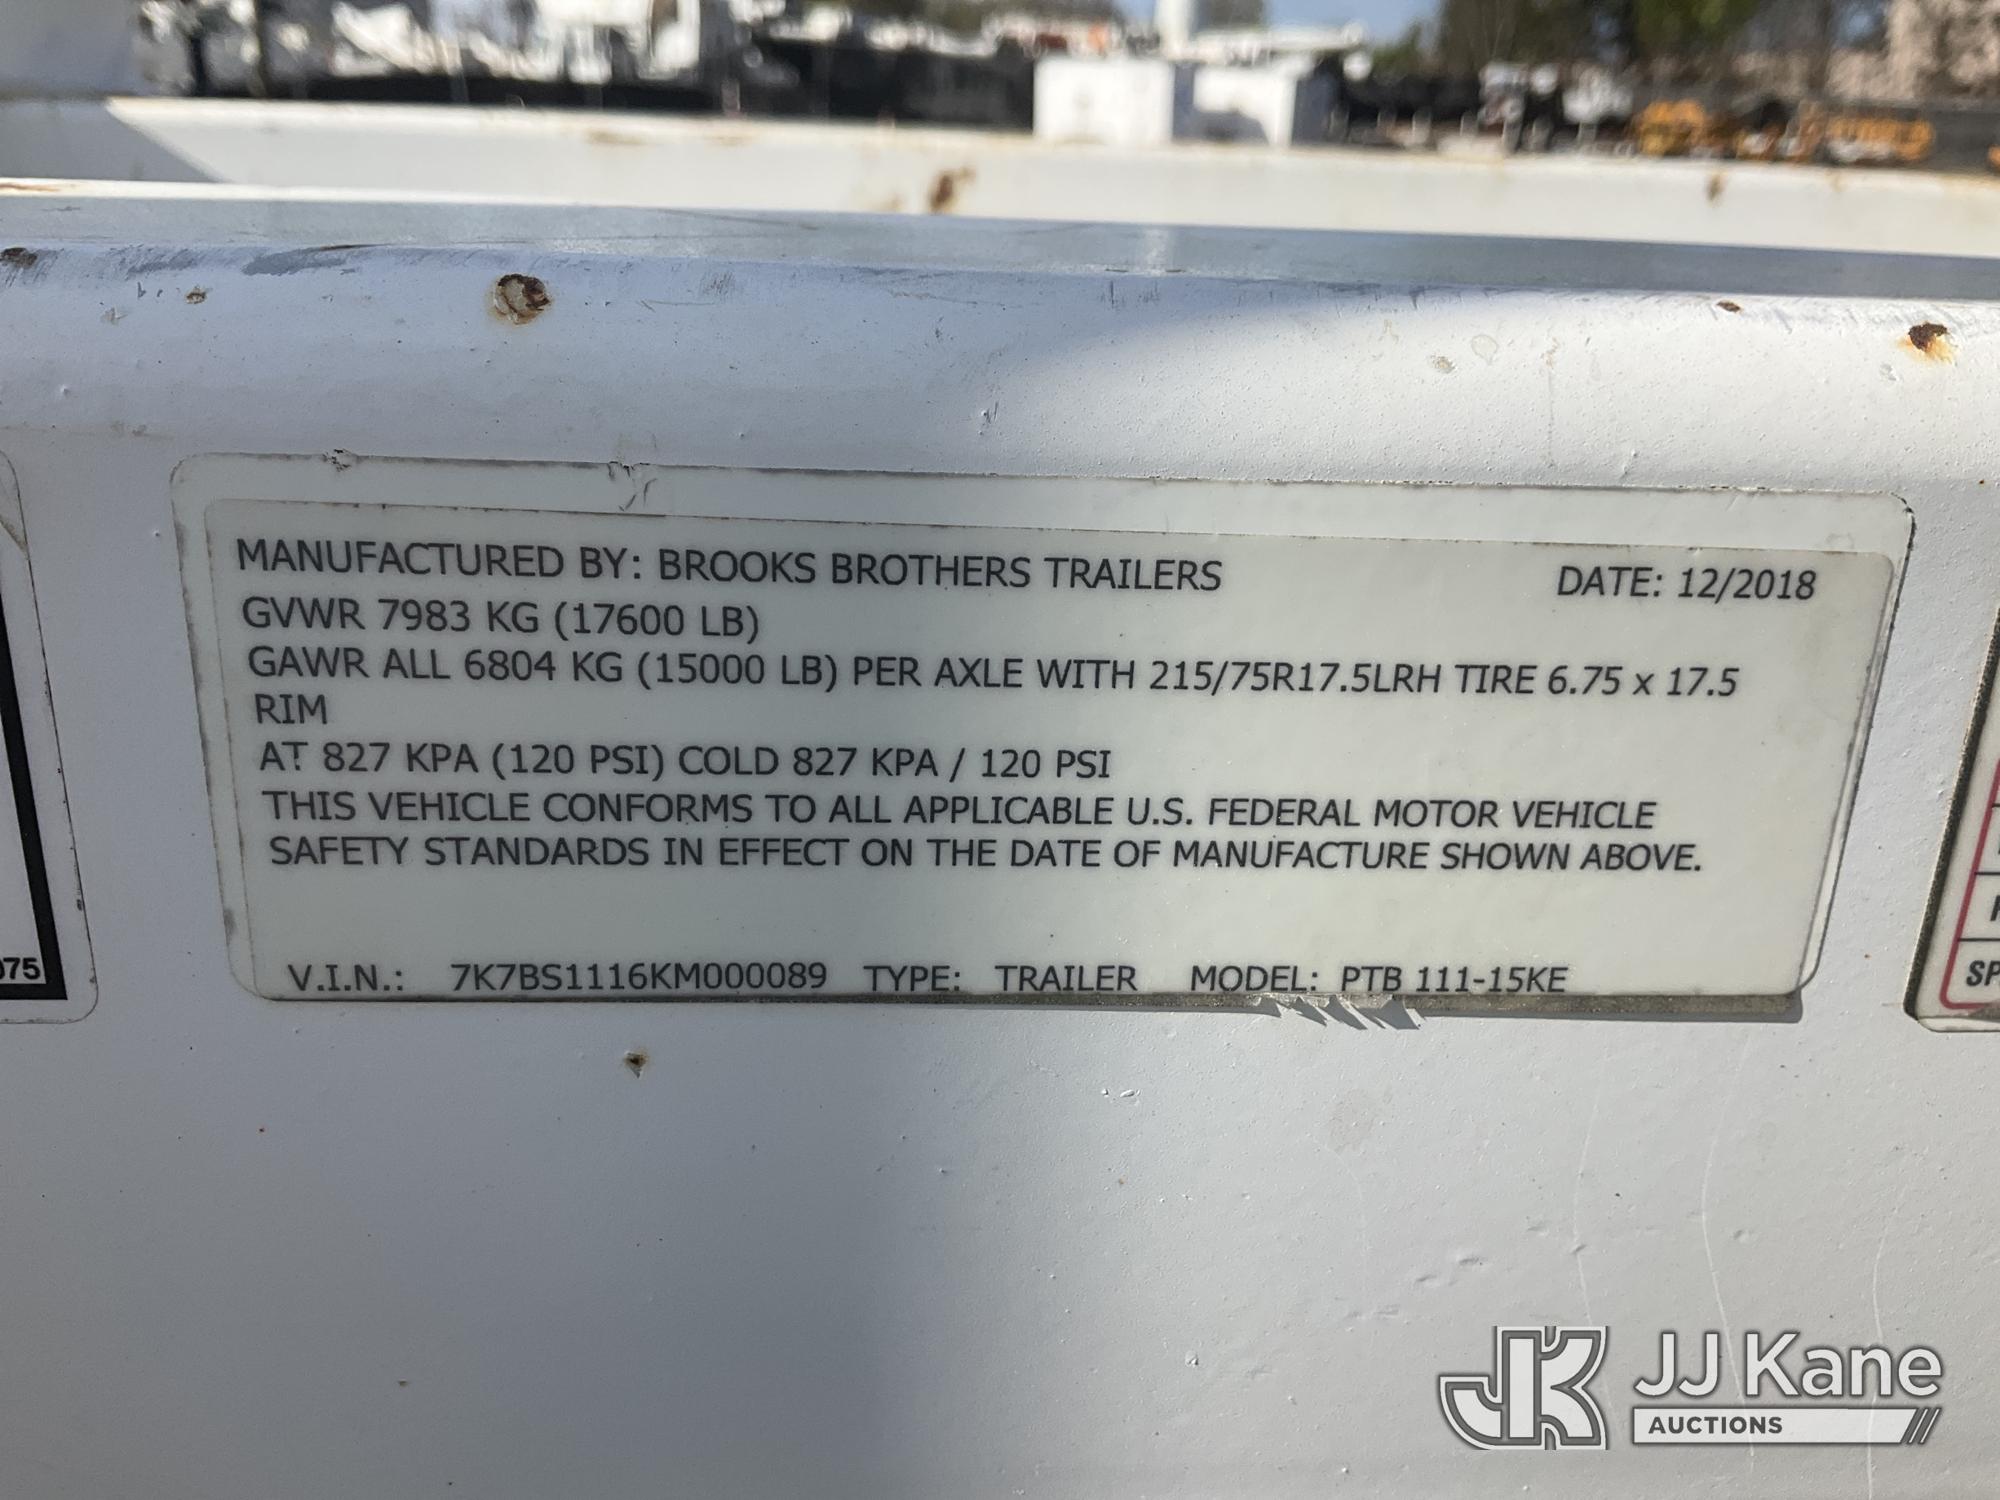 MANUFACTURED BY: BROOKS BROTHERS TRAILERS DATE: 12/2018
GVWR 7983 KG (17600 LB)
GAWR ALL 6804 KG (15000 LB) PER AXLE WITH 215/75R17.5LRH TIRE 6.75 x 17.5
RIM
AT 827 KPA (120 PSI) COLD 827 KPA / 120 PSI
THIS VEHICLE CONFORMS TO ALL APPLICABLE U.S. FEDERAL MOTOR VEHICLE
SAFETY STANDARDS IN EFFECT ON THE DATE OF MANUFACTURE SHOWN ABOVE.
V.I.N.: 7K7BS1116KM000089 TYPE: TRAILER MODEL: PTB 111-15KE
075
SP
JK JJ Kane
AUCTIONS